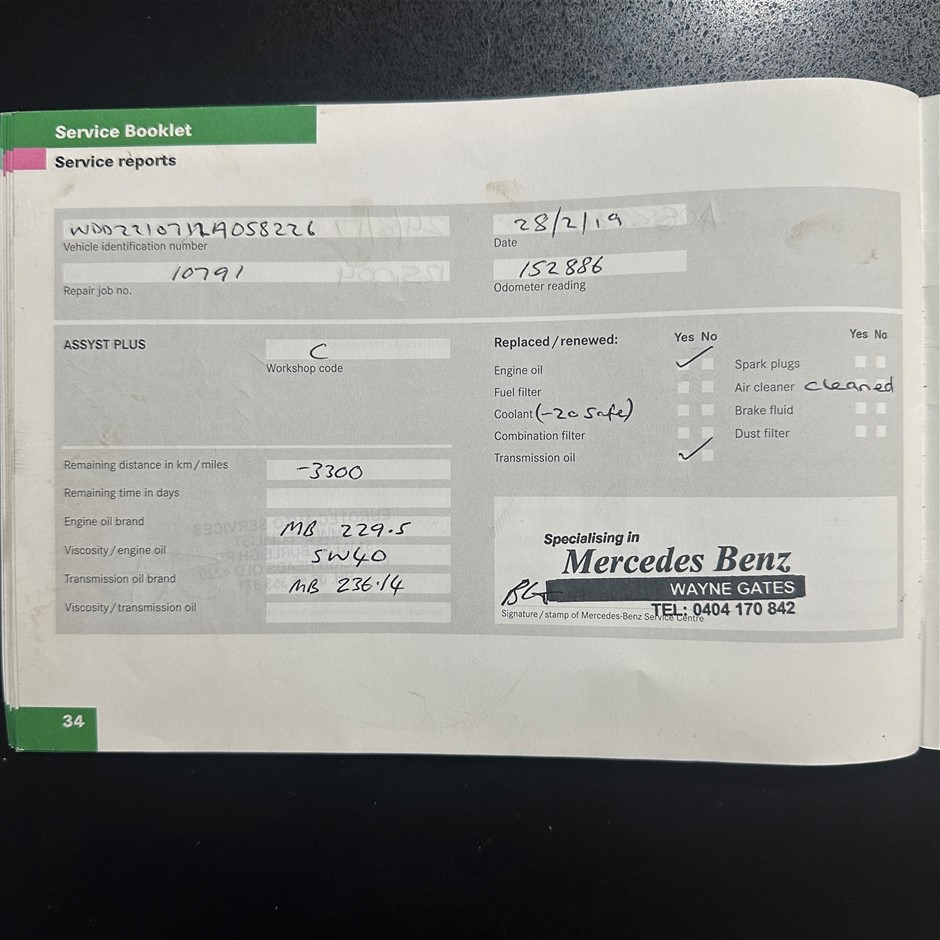 Service Booklet
Service reports
WDD2210712A058226
Vehicle identification number
28/2/19
Date
10791
Repair job no.
152886
Odometer reading
ASSYST PLUS
C
Workshop code
Replaced/renewed:
Yes No
Yes No
Engine oil
Spark plugs
Fuel filter
Air cleaner cleaned
Coolant (-20 safe)
Brake fluid
Combination filter
Dust filter
Transmission oil
Remaining distance in km/miles
-3300
Remaining time in days
Engine oil brand
MB 229.5
Viscosity/engine oil
5W40
Transmission oil brand
MB 236.14
Viscosity/transmission oil
Specialising in
Mercedes Benz
WAYNE GATES
TEL: 0404 170 842
Signature/stamp of Mercedes-Benz Service Centre
34